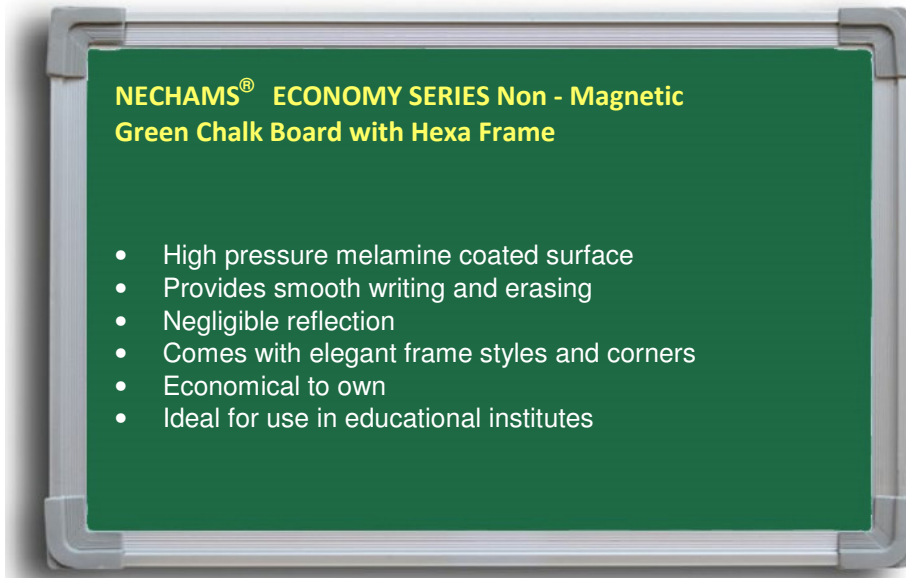 NECHAMS® ECONOMY SERIES Non - Magnetic
Green Chalk Board with Hexa Frame
• High pressure melamine coated surface
• Provides smooth writing and erasing
• Negligible reflection
• Comes with elegant frame styles and corners
• Economical to own
• Ideal for use in educational institutes